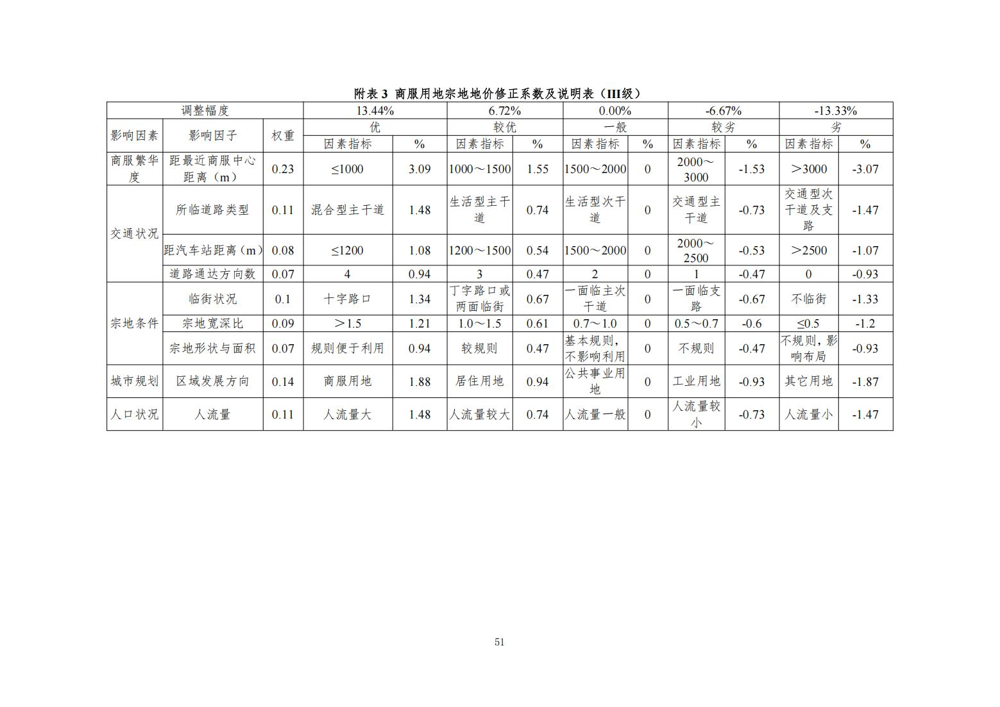 附表 3 商服用地宗地地价修正系数及说明表（III级）
调整幅度 13.44% 6.72% 0.00% -6.67% -13.33%
影响因素 影响因子 权重 优 较优 一般 较劣 劣
因素指标 % 因素指标 % 因素指标 % 因素指标 % 因素指标 %
商服繁华度 距最近商服中心距离（m） 0.23 ≤1000 3.09 1000～1500 1.55 1500～2000 0 2000～3000 -1.53 ＞3000 -3.07
交通状况 所临道路类型 0.11 混合型主干道 1.48 生活型主干道 0.74 生活型次干道 0 交通型主干道 -0.73 交通型次干道及支路 -1.47
距汽车站距离（m） 0.08 ≤1200 1.08 1200～1500 0.54 1500～2000 0 2000～2500 -0.53 ＞2500 -1.07
道路通达方向数 0.07 4 0.94 3 0.47 2 0 1 -0.47 0 -0.93
宗地条件 临街状况 0.1 十字路口 1.34 丁字路口或两面临街 0.67 一面临主次干道 0 一面临支路 -0.67 不临街 -1.33
宗地宽深比 0.09 ＞1.5 1.21 1.0～1.5 0.61 0.7～1.0 0 0.5～0.7 -0.6 ≤0.5 -1.2
宗地形状与面积 0.07 规则便于利用 0.94 较规则 0.47 基本规则，不影响利用 0 不规则 -0.47 不规则，影响布局 -0.93
城市规划 区域发展方向 0.14 商服用地 1.88 居住用地 0.94 公共事业用地 0 工业用地 -0.93 其它用地 -1.87
人口状况 人流量 0.11 人流量大 1.48 人流量较大 0.74 人流量一般 0 人流量较小 -0.73 人流量小 -1.47
51